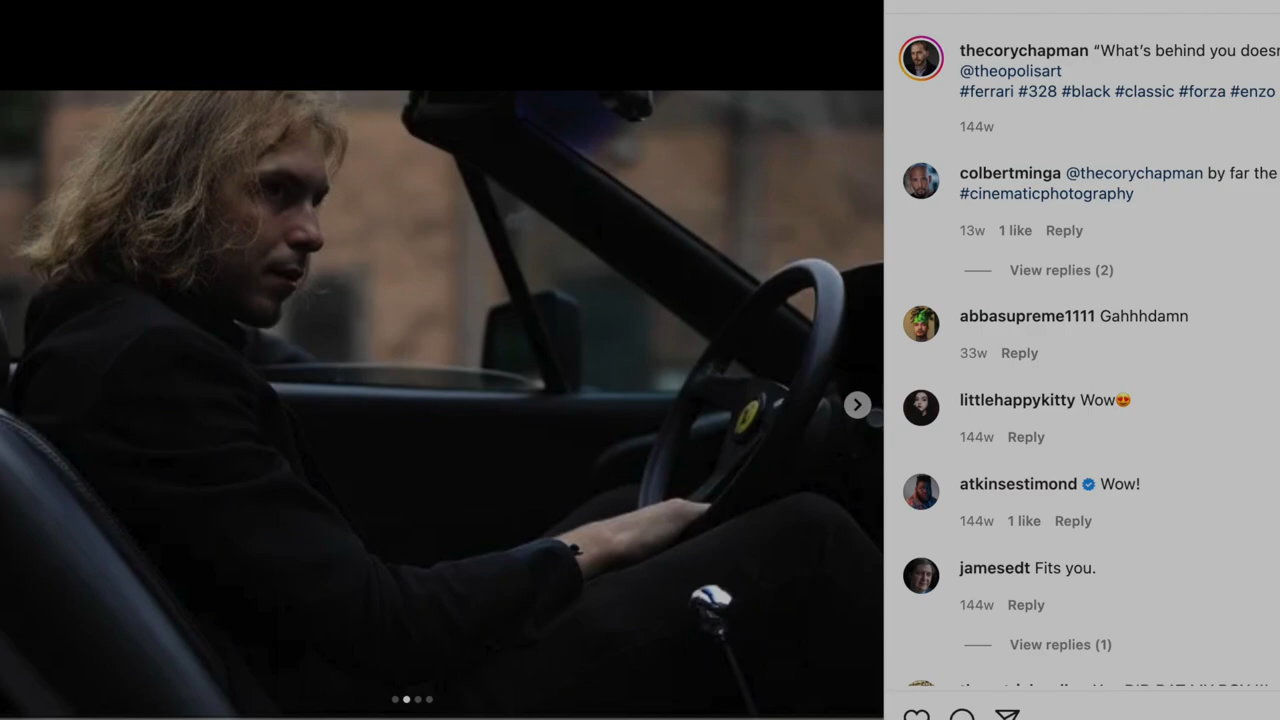 thecorychapman “What’s behind you
@theopolisart
#ferrari #328 #black #classic #forza #enzo
144w
colbertminga @thecorychapman by far the
#cinematicphotography
13w 1 like Reply
View replies (2)
abbasupreme1111 Gahhhdamn
33w Reply
littlehappykitty Wow😍
144w Reply
atkinsestimond Wow!
144w 1 like Reply
jamesedt Fits you.
144w Reply
View replies (1)